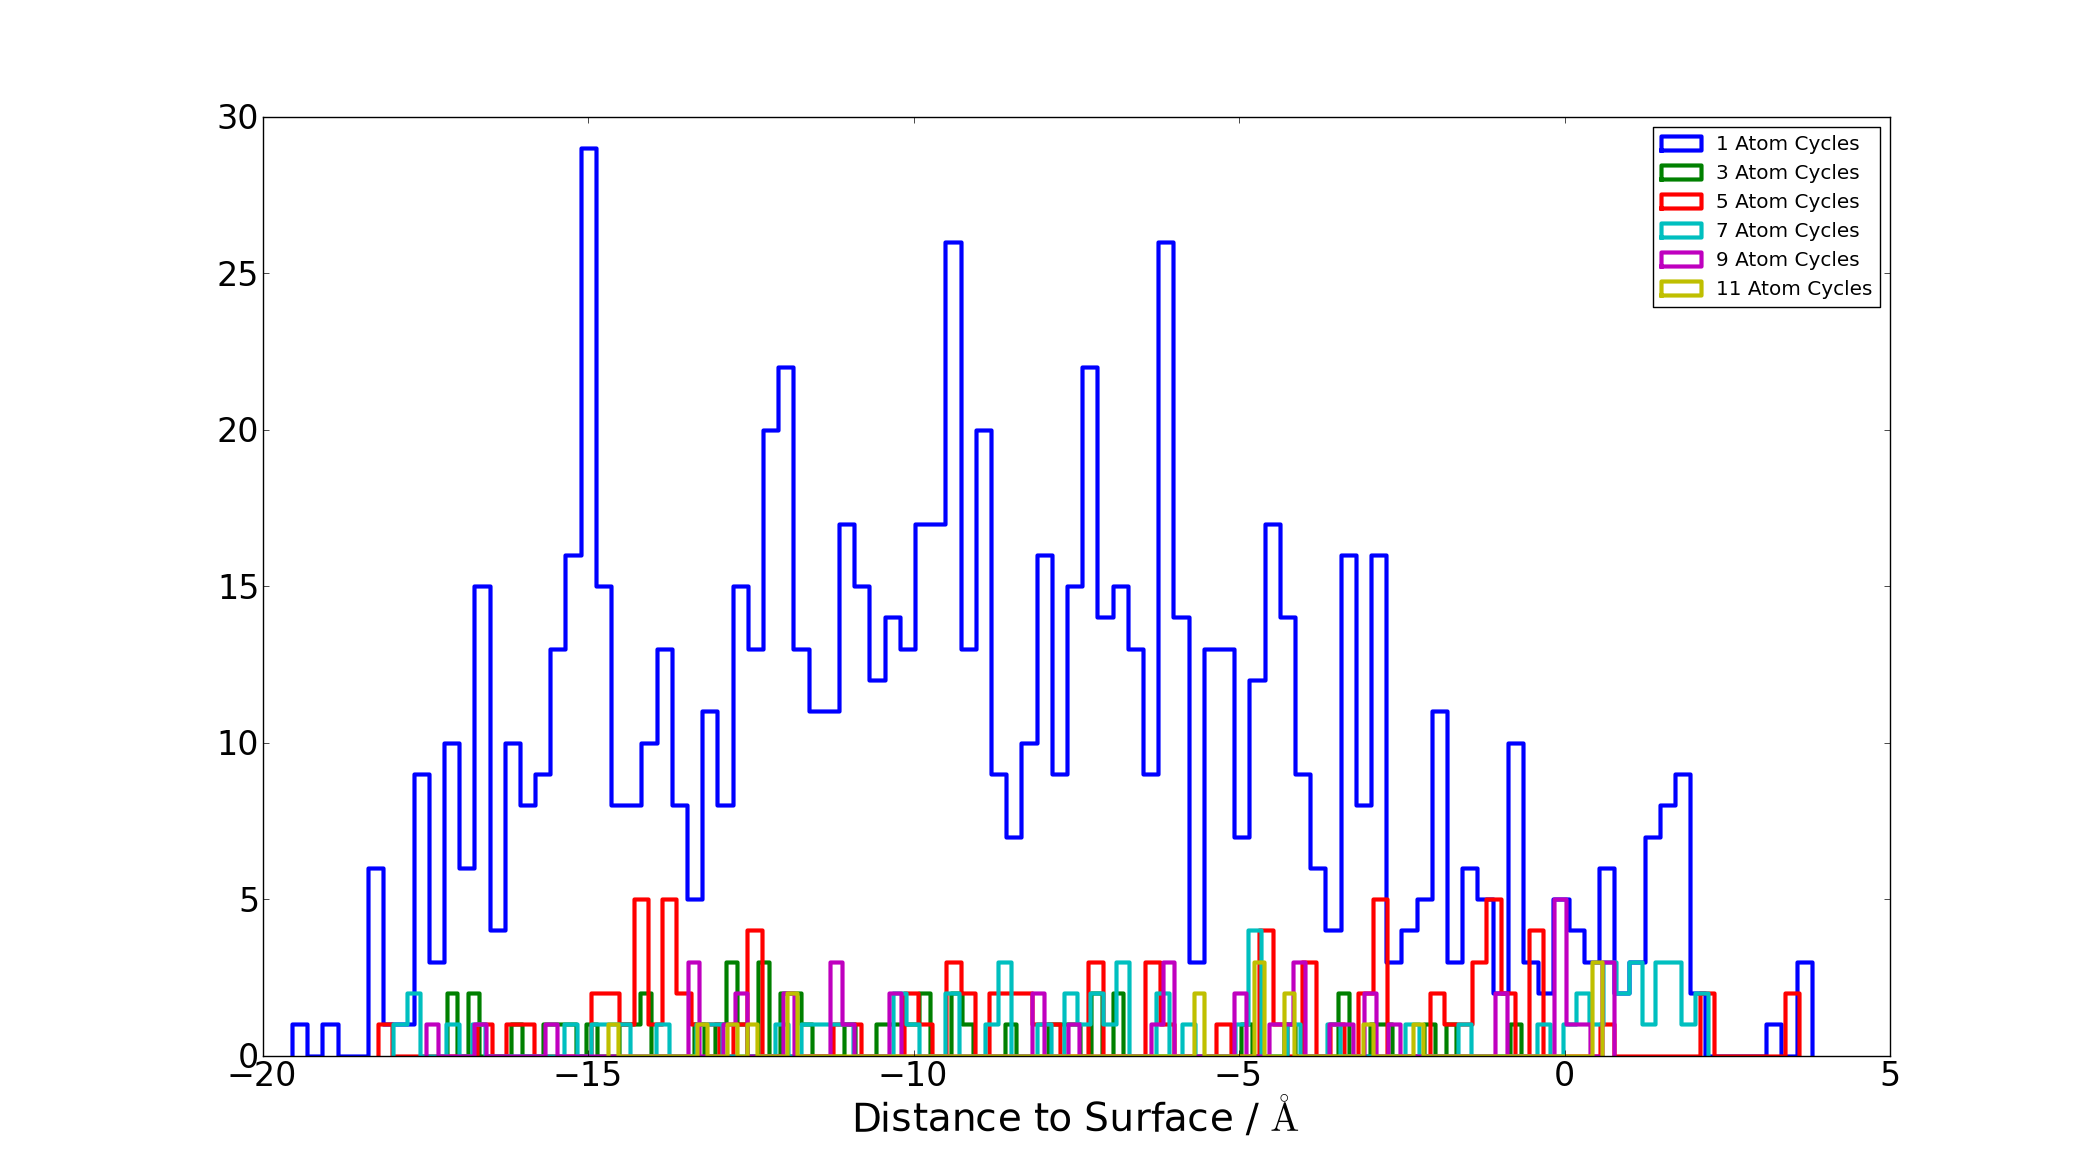 30
25
20
15
10
5
0
1 Atom Cycles
3 Atom Cycles
5 Atom Cycles
7 Atom Cycles
9 Atom Cycles
11 Atom Cycles
−20 −15 −10 −5 0 5
Distance to Surface / Å